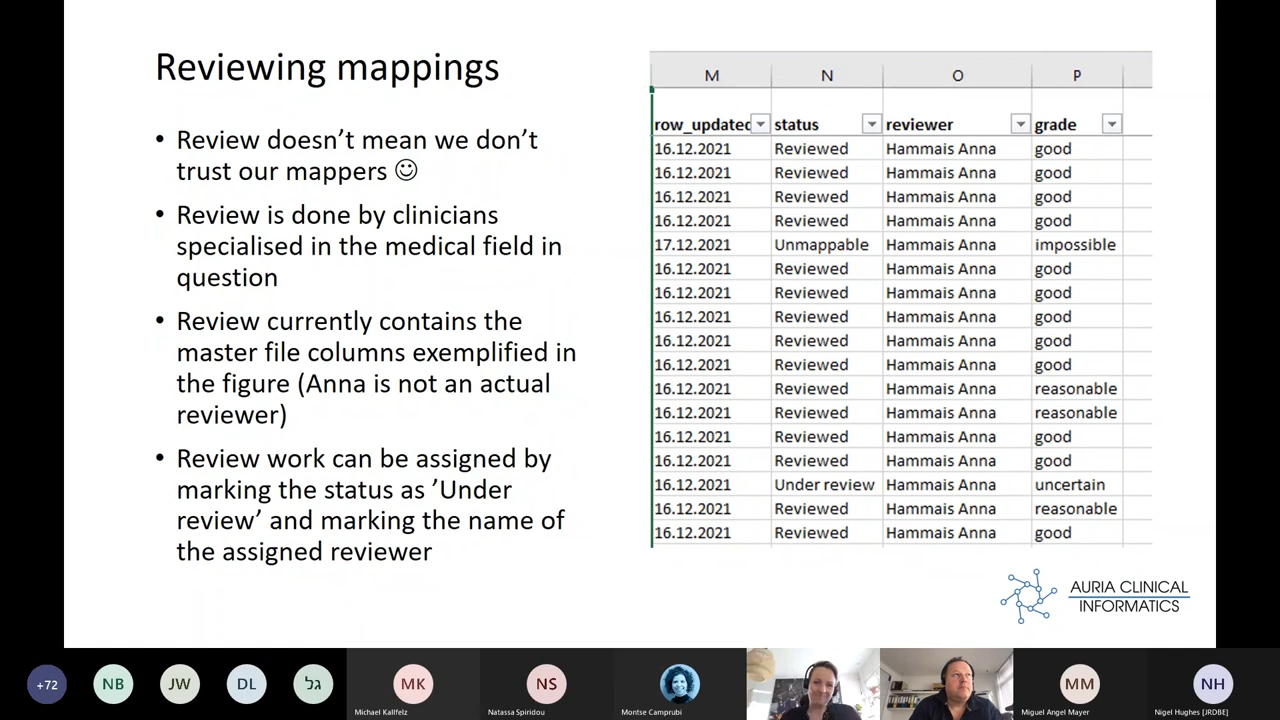 Reviewing mappings
• Review doesn’t mean we don’t
trust our mappers ☺
• Review is done by clinicians
specialised in the medical field in
question
• Review currently contains the
master file columns exemplified in
the figure (Anna is not an actual
reviewer)
• Review work can be assigned by
marking the status as ’Under
review’ and marking the name of
the assigned reviewer
M N O P
row_updated status reviewer grade
16.12.2021 Reviewed Hammais Anna good
16.12.2021 Reviewed Hammais Anna good
16.12.2021 Reviewed Hammais Anna good
16.12.2021 Reviewed Hammais Anna good
17.12.2021 Unmappable Hammais Anna impossible
16.12.2021 Reviewed Hammais Anna good
16.12.2021 Reviewed Hammais Anna good
16.12.2021 Reviewed Hammais Anna good
16.12.2021 Reviewed Hammais Anna good
16.12.2021 Reviewed Hammais Anna good
16.12.2021 Reviewed Hammais Anna reasonable
16.12.2021 Reviewed Hammais Anna reasonable
16.12.2021 Reviewed Hammais Anna good
16.12.2021 Reviewed Hammais Anna good
16.12.2021 Under review Hammais Anna uncertain
16.12.2021 Reviewed Hammais Anna reasonable
16.12.2021 Reviewed Hammais Anna good
AURIA CLINICAL
INFORMATICS
+72 NB JW DL גל MK NS MM NH
Michael Kallfelz Natassa Spiridou Montse Camprubi Miguel Angel Mayer Nigel Hughes [JRDBE]